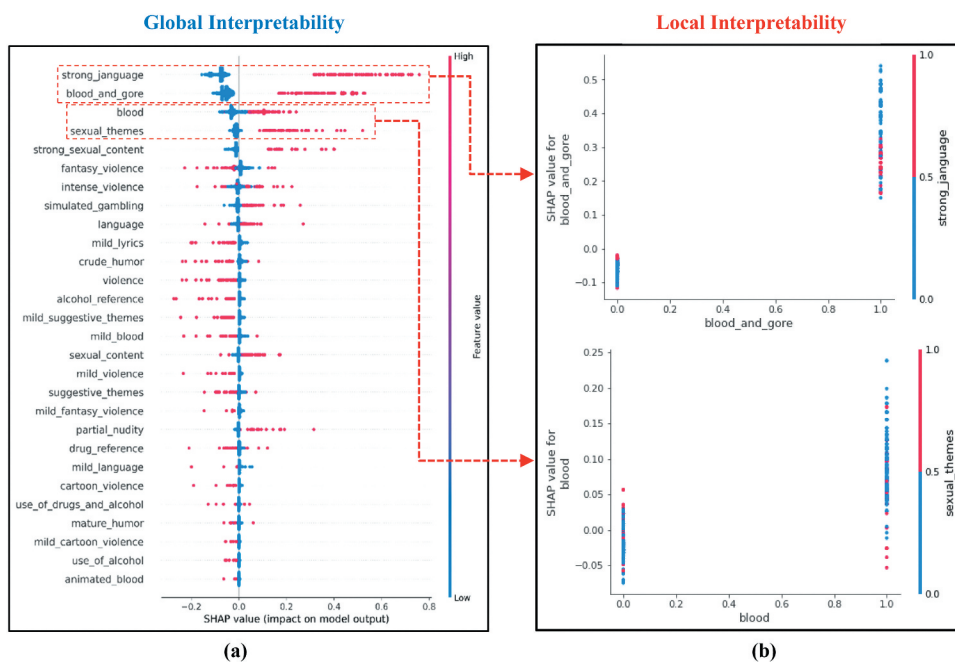 Global Interpretability
Local Interpretability
High
strong_janguage
blood_and_gore
blood
sexual_themes
strong_sexual_content
fantasy_violence
intense_violence
simulated_gambling
language
mild_lyrics
crude_humor
violence
alcohol_reference
mild_suggestive_themes
mild_blood
sexual_content
mild_violence
suggestive_themes
mild_fantasy_violence
partial_nudity
drug_reference
mild_language
cartoon_violence
use_of_drugs_and_alcohol
mature_humor
mild_cartoon_violence
use_of_alcohol
animated_blood
Low
Feature value
−0.2 0.0 0.2 0.4 0.6 0.8
SHAP value (impact on model output)
(a)
0.5
0.4
0.3
0.2
0.1
0.0
−0.1
SHAP value for
blood_and_gore
0.0 0.2 0.4 0.6 0.8 1.0
blood_and_gore
1.0
0.5
0.0
strong_language
0.25
0.20
0.15
0.10
0.05
0.00
−0.05
SHAP value for
blood
0.0 0.2 0.4 0.6 0.8 1.0
blood
1.0
0.5
0.0
sexual_themes
(b)